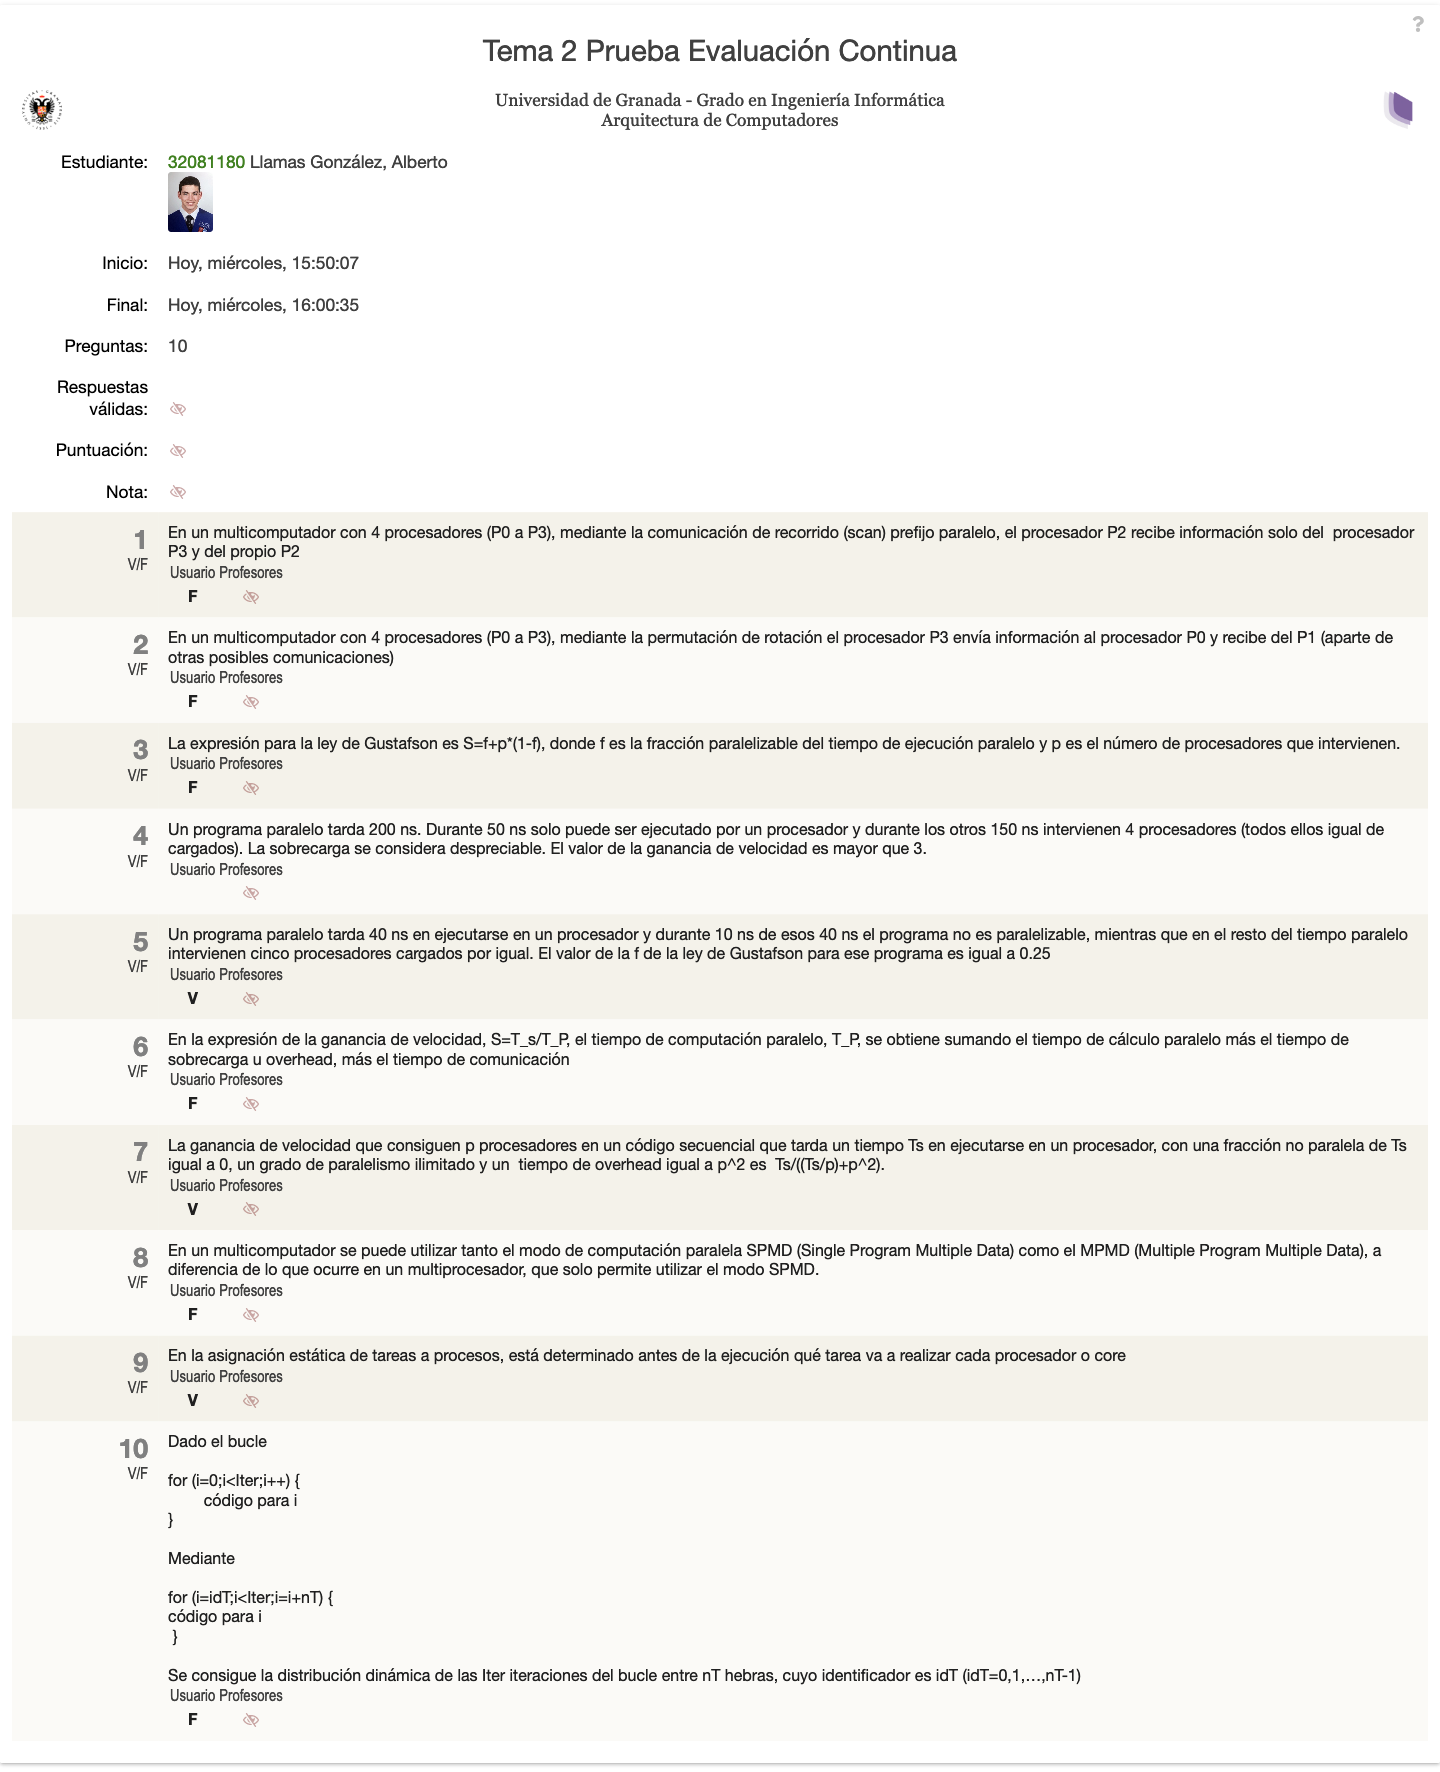 ?
Tema 2 Prueba Evaluación Continua
Universidad de Granada - Grado en Ingeniería Informática
Arquitectura de Computadores
Estudiante: 32081180 Llamas González, Alberto
Inicio: Hoy, miércoles, 15:50:07
Final: Hoy, miércoles, 16:00:35
Preguntas: 10
Respuestas
válidas:
Puntuación:
Nota:
1 En un multicomputador con 4 procesadores (P0 a P3), mediante la comunicación de recorrido (scan) prefijo paralelo, el procesador P2 recibe información solo del  procesador
V/F P3 y del propio P2
Usuario Profesores
F
2 En un multicomputador con 4 procesadores (P0 a P3), mediante la permutación de rotación el procesador P3 envía información al procesador P0 y recibe del P1 (aparte de
V/F otras posibles comunicaciones)
Usuario Profesores
F
3 La expresión para la ley de Gustafson es S=f+p*(1-f), donde f es la fracción paralelizable del tiempo de ejecución paralelo y p es el número de procesadores que intervienen.
V/F Usuario Profesores
F
4 Un programa paralelo tarda 200 ns. Durante 50 ns solo puede ser ejecutado por un procesador y durante los otros 150 ns intervienen 4 procesadores (todos ellos igual de
V/F cargados). La sobrecarga se considera despreciable. El valor de la ganancia de velocidad es mayor que 3.
Usuario Profesores
5 Un programa paralelo tarda 40 ns en ejecutarse en un procesador y durante 10 ns de esos 40 ns el programa no es paralelizable, mientras que en el resto del tiempo paralelo
V/F intervienen cinco procesadores cargados por igual. El valor de la f de la ley de Gustafson para ese programa es igual a 0.25
Usuario Profesores
V
6 En la expresión de la ganancia de velocidad, S=T_s/T_P, el tiempo de computación paralelo, T_P, se obtiene sumando el tiempo de cálculo paralelo más el tiempo de
V/F sobrecarga u overhead, más el tiempo de comunicación
Usuario Profesores
F
7 La ganancia de velocidad que consiguen p procesadores en un código secuencial que tarda un tiempo Ts en ejecutarse en un procesador, con una fracción no paralela de Ts
V/F igual a 0, un grado de paralelismo ilimitado y un  tiempo de overhead igual a p^2 es  Ts/((Ts/p)+p^2).
Usuario Profesores
V
8 En un multicomputador se puede utilizar tanto el modo de computación paralela SPMD (Single Program Multiple Data) como el MPMD (Multiple Program Multiple Data), a
V/F diferencia de lo que ocurre en un multiprocesador, que solo permite utilizar el modo SPMD.
Usuario Profesores
F
9 En la asignación estática de tareas a procesos, está determinado antes de la ejecución qué tarea va a realizar cada procesador o core
V/F Usuario Profesores
V
10 Dado el bucle
V/F
for (i=0;i<Iter;i++) {
código para i
}
Mediante
for (i=idT;i<Iter;i=i+nT) {
código para i
}
Se consigue la distribución dinámica de las Iter iteraciones del bucle entre nT hebras, cuyo identificador es idT (idT=0,1,…,nT-1)
Usuario Profesores
F